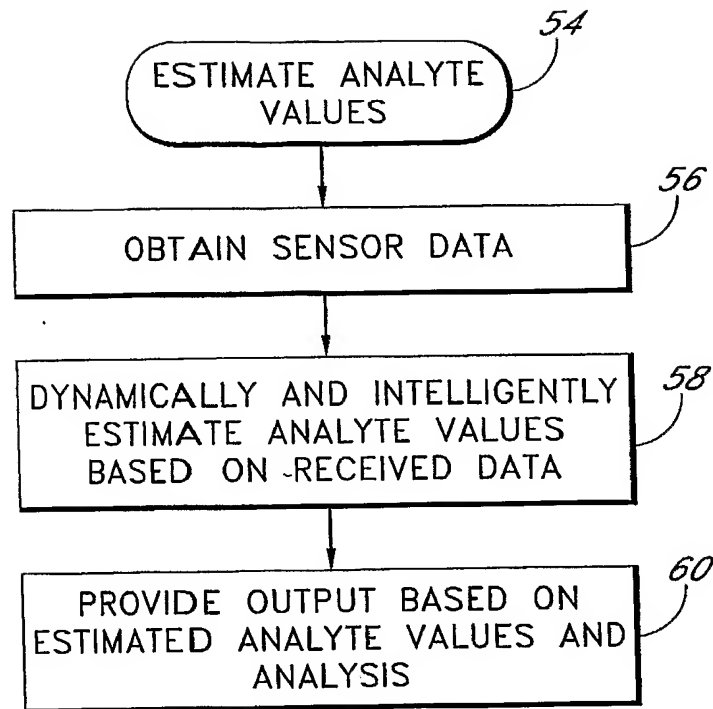 54
ESTIMATE ANALYTE
VALUES
56
OBTAIN SENSOR DATA
58
DYNAMICALLY AND INTELLIGENTLY
ESTIMATE ANALYTE VALUES
BASED ON RECEIVED DATA
60
PROVIDE OUTPUT BASED ON
ESTIMATED ANALYTE VALUES AND
ANALYSIS